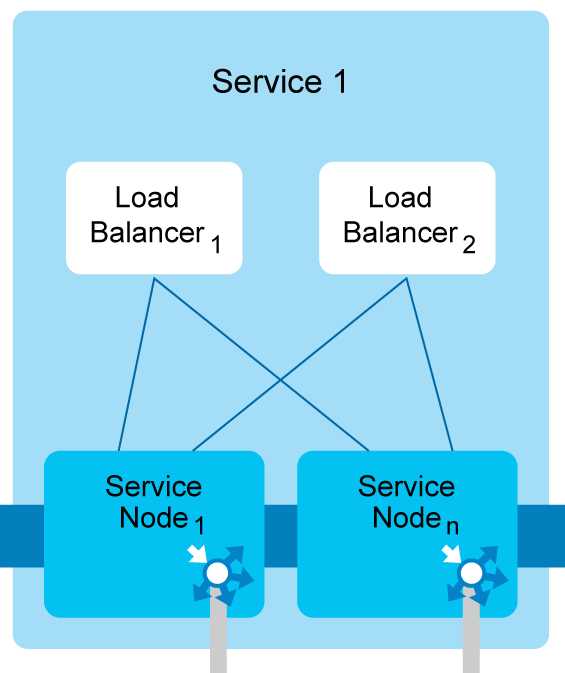 Service 1
Load
Balancer 1
Load
Balancer 2
Service
Node 1
Service
Node n